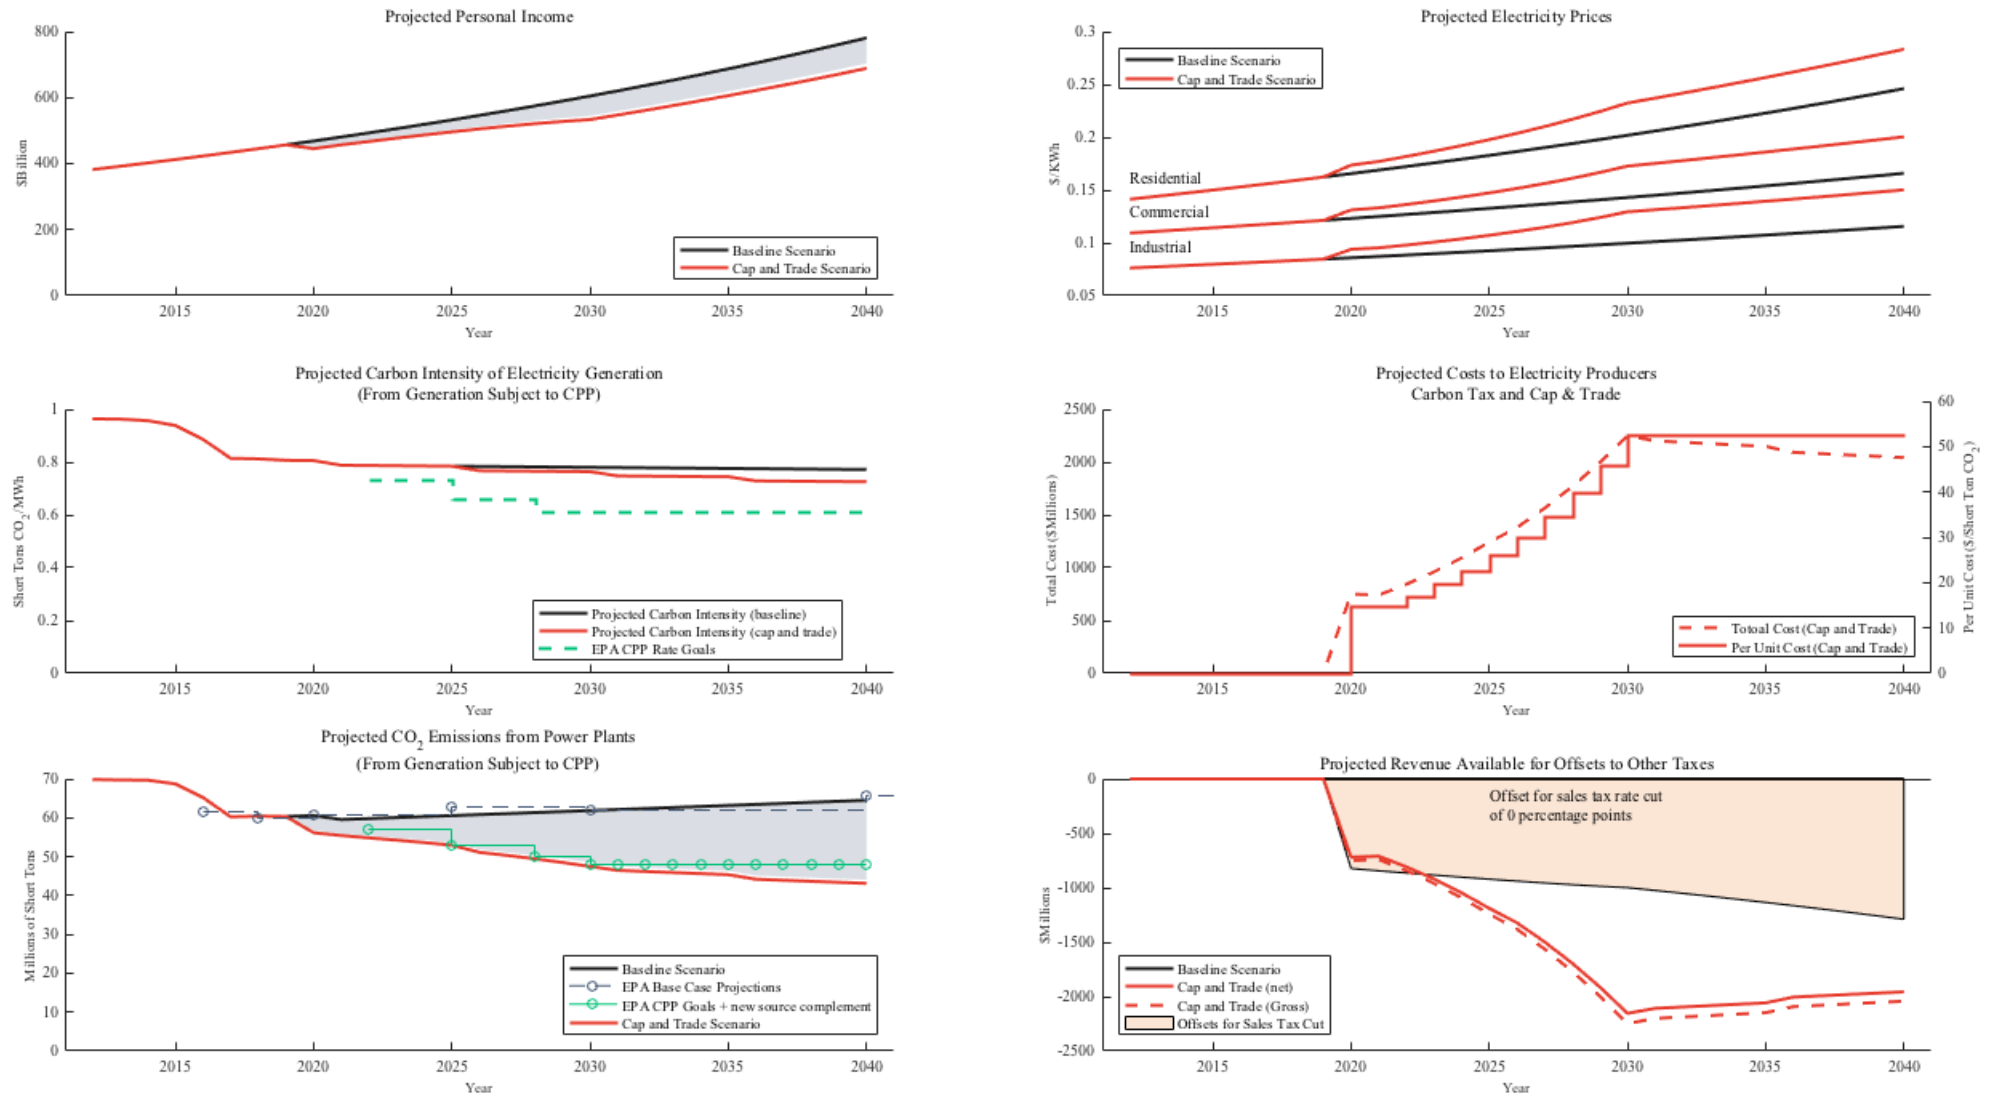 Projected Personal Income
800
600
400
200
0
$Billion
2015
2020
2025
2030
2035
2040
Year
Baseline Scenario
Cap and Trade Scenario
Projected Electricity Prices
0.3
0.25
0.2
0.15
0.1
0.05
$/KWh
Baseline Scenario
Cap and Trade Scenario
Residential
Commercial
Industrial
2015
2020
2025
2030
2035
2040
Year
Projected Carbon Intensity of Electricity Generation
(From Generation Subject to CPP)
1
0.8
0.6
0.4
0.2
0
Short Tons CO2/MWh
Projected Carbon Intensity (baseline)
Projected Carbon Intensity (cap and trade)
EPA CPP Rate Goals
2015
2020
2025
2030
2035
2040
Year
Projected Costs to Electricity Producers
Carbon Tax and Cap & Trade
2500
2000
1500
1000
500
0
Total Cost ($Millions)
60
50
40
30
20
10
0
Per Unit Cost ($/Short Ton CO2)
Totoal Cost (Cap and Trade)
Per Unit Cost (Cap and Trade)
2015
2020
2025
2030
2035
2040
Year
Projected CO2 Emissions from Power Plants
(From Generation Subject to CPP)
70
60
50
40
30
20
10
0
Millions of Short Tons
Baseline Scenario
EPA Base Case Projections
EPA CPP Goals + new source complement
Cap and Trade Scenario
2015
2020
2025
2030
2035
2040
Year
Projected Revenue Available for Offsets to Other Taxes
0
-500
-1000
-1500
-2000
-2500
$Millions
Offset for sales tax rate cut
of 0 percentage points
Baseline Scenario
Cap and Trade (net)
Cap and Trade (Gross)
Offsets for Sales Tax Cut
2015
2020
2025
2030
2035
2040
Year